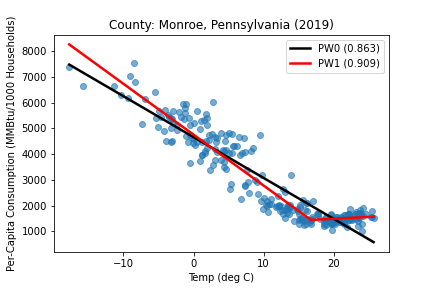 County: Monroe, Pennsylvania (2019)
Per-Capita Consumption (MMBtu/1000 Households)
8000
7000
6000
5000
4000
3000
2000
1000
PW0 (0.863)
PW1 (0.909)
−10
0
10
20
Temp (deg C)